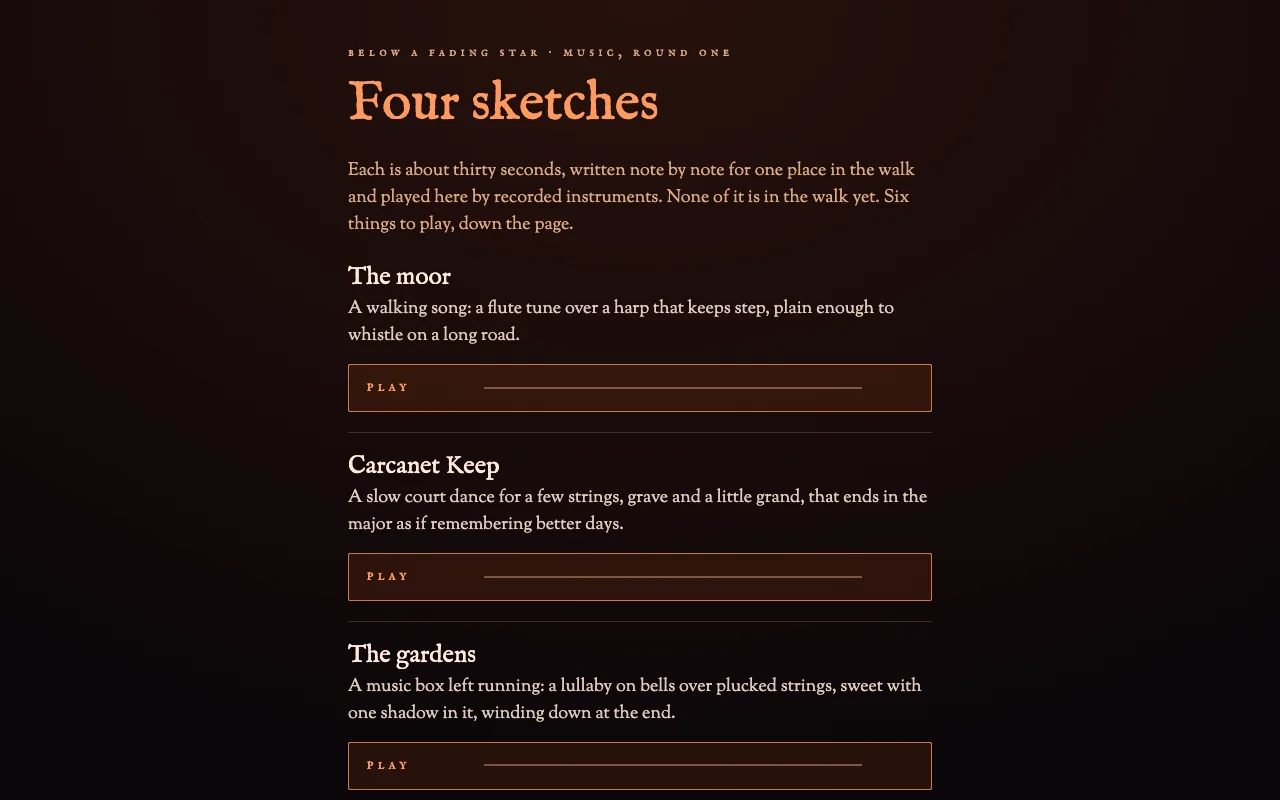 BELOW A FADING STAR · MUSIC, ROUND ONE
Four sketches
Each is about thirty seconds, written note by note for one place in the walk
and played here by recorded instruments. None of it is in the walk yet. Six
things to play, down the page.
The moor
A walking song: a flute tune over a harp that keeps step, plain enough to
whistle on a long road.
PLAY
Carcanet Keep
A slow court dance for a few strings, grave and a little grand, that ends in the
major as if remembering better days.
PLAY
The gardens
A music box left running: a lullaby on bells over plucked strings, sweet with
one shadow in it, winding down at the end.
PLAY